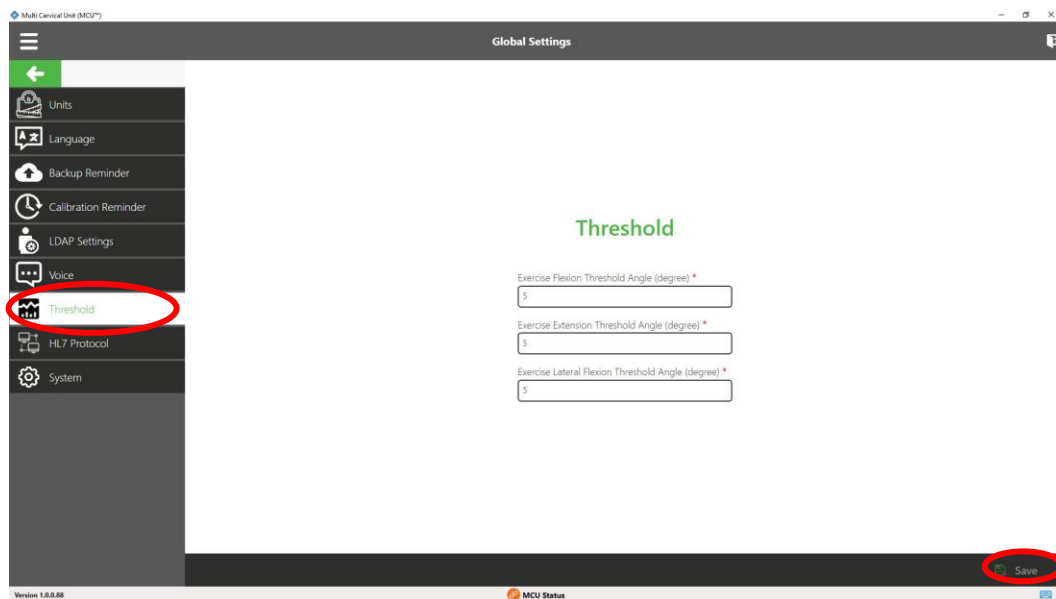 Multi Cervical Unit (MCU™)
Global Settings
Units
Language
Backup Reminder
Calibration Reminder
LDAP Settings
Voice
Threshold
HL7 Protocol
System
Threshold
Exercise Flexion Threshold Angle (degree) *
5
Exercise Extension Threshold Angle (degree) *
5
Exercise Lateral Flexion Threshold Angle (degree) *
5
Save
Version 1.0.0.86
MCU Status